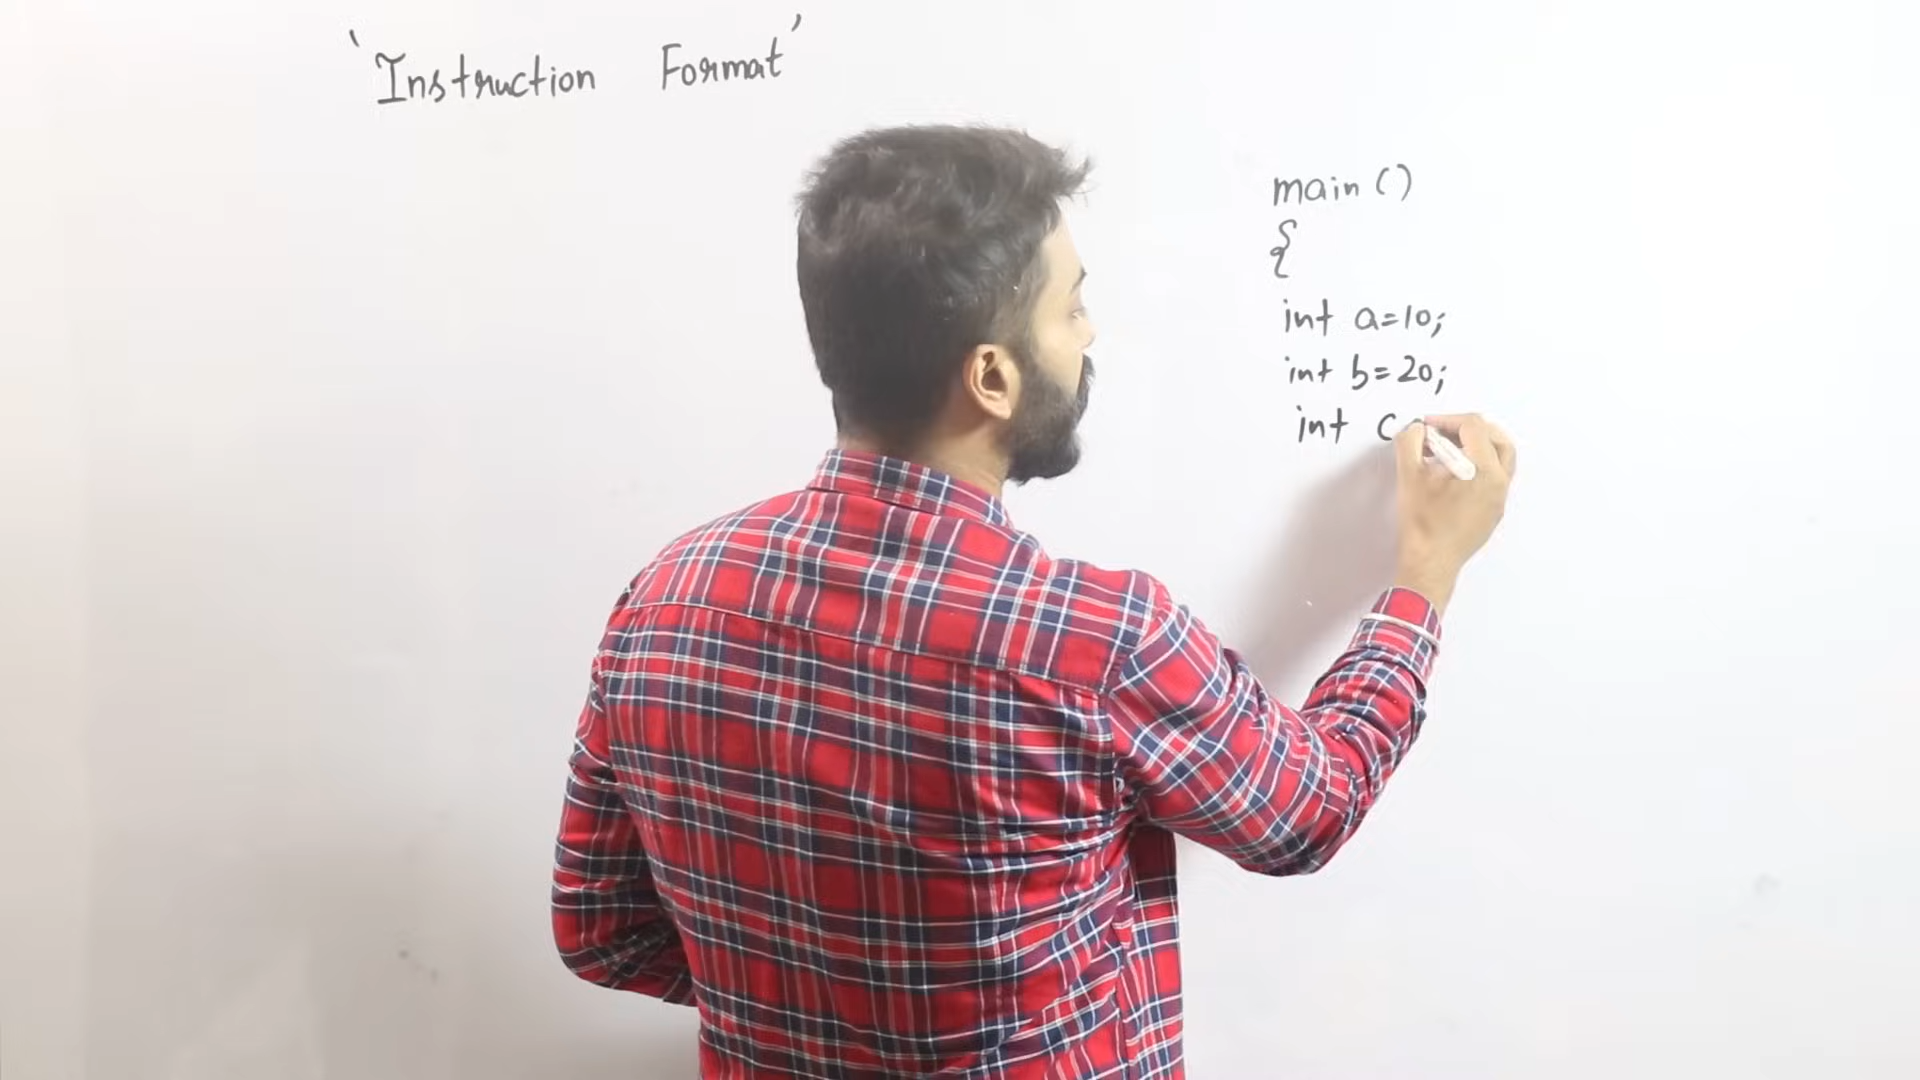 'Instruction Format'
main()
{
int a=10;
int b=20;
int c